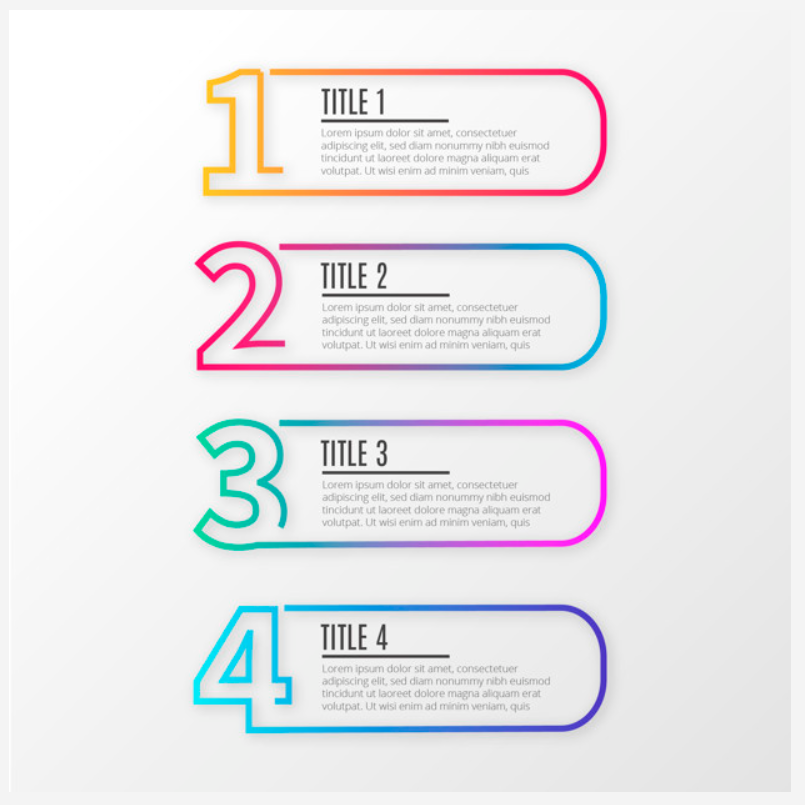 1
TITLE 1
Lorem ipsum dolor sit amet, consectetuer
adipiscing elit, sed diam nonummy nibh euismod
tincidunt ut laoreet dolore magna aliquam erat
volutpat. Ut wisi enim ad minim veniam, quis
2
TITLE 2
Lorem ipsum dolor sit amet, consectetuer
adipiscing elit, sed diam nonummy nibh euismod
tincidunt ut laoreet dolore magna aliquam erat
volutpat. Ut wisi enim ad minim veniam, quis
3
TITLE 3
Lorem ipsum dolor sit amet, consectetuer
adipiscing elit, sed diam nonummy nibh euismod
tincidunt ut laoreet dolore magna aliquam erat
volutpat. Ut wisi enim ad minim veniam, quis
4
TITLE 4
Lorem ipsum dolor sit amet, consectetuer
adipiscing elit, sed diam nonummy nibh euismod
tincidunt ut laoreet dolore magna aliquam erat
volutpat. Ut wisi enim ad minim veniam, quis